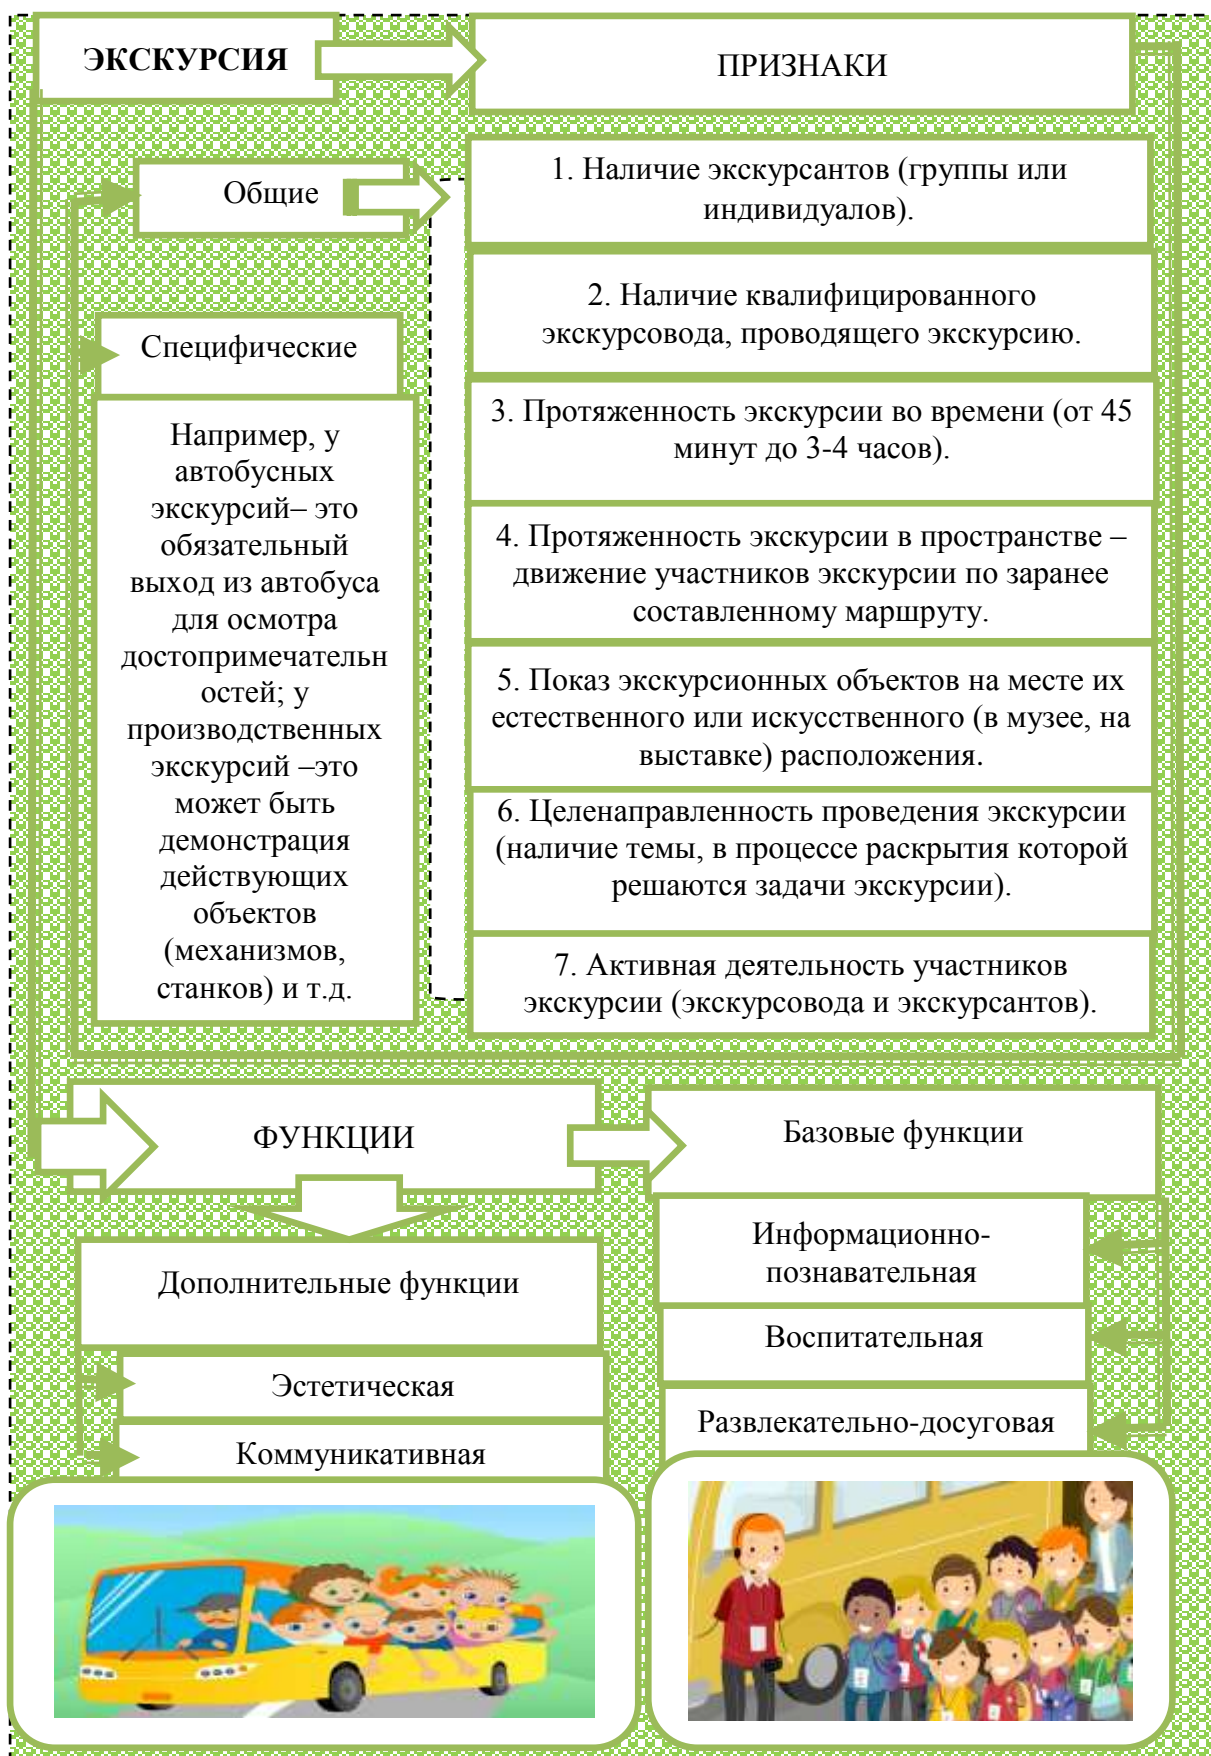 ЭКСКУРСИЯ
ПРИЗНАКИ
Общие
1. Наличие экскурсантов (группы или
индивидуалов).
2. Наличие квалифицированного
экскурсовода, проводящего экскурсию.
3. Протяженность экскурсии во времени (от 45
минут до 3-4 часов).
4. Протяженность экскурсии в пространстве –
движение участников экскурсии по заранее
составленному маршруту.
5. Показ экскурсионных объектов на месте их
естественного или искусственного (в музее, на
выставке) расположения.
6. Целенаправленность проведения экскурсии
(наличие темы, в процессе раскрытия которой
решаются задачи экскурсии).
7. Активная деятельность участников
экскурсии (экскурсовода и экскурсантов).
Специфические
Например, у
автобусных
экскурсий– это
обязательный
выход из автобуса
для осмотра
достопримечательн
остей; у
производственных
экскурсий –это
может быть
демонстрация
действующих
объектов
(механизмов,
станков) и т.д.
ФУНКЦИИ
Базовые функции
Информационно-
познавательная
Воспитательная
Развлекательно-досуговая
Дополнительные функции
Эстетическая
Коммуникативная